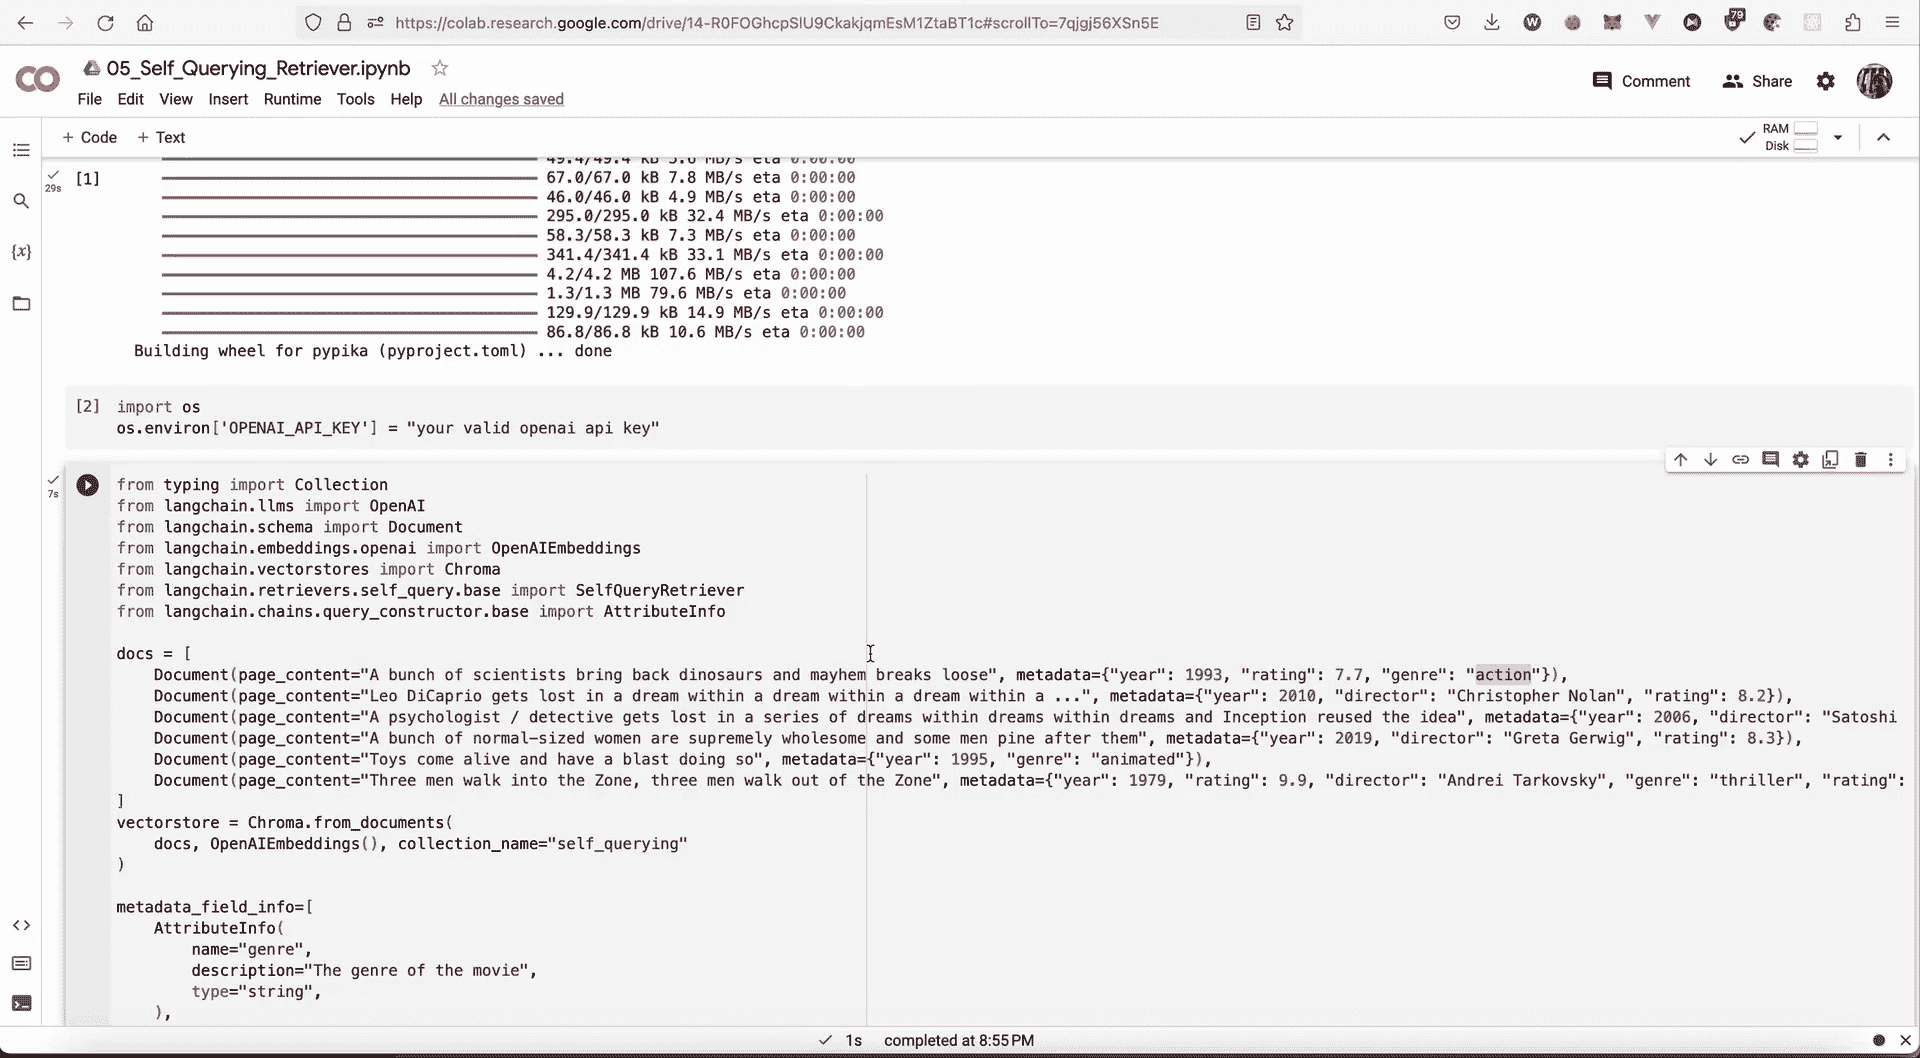 https://colab.research.google.com/drive/14-R0FOGhcpSlU9CkakjqmEsM1ZtaBT1c#scrollTo=7qjgj56XSn5E
79
05_Self_Querying_Retriever.ipynb
Comment
Share
File Edit View Insert Runtime Tools Help All changes saved
+ Code + Text
RAM
Disk
49.4/49.4 kB 5.6 MB/s eta 0:00:00
[1]
29s
67.0/67.0 kB 7.8 MB/s eta 0:00:00
46.0/46.0 kB 4.9 MB/s eta 0:00:00
295.0/295.0 kB 32.4 MB/s eta 0:00:00
58.3/58.3 kB 7.3 MB/s eta 0:00:00
341.4/341.4 kB 33.1 MB/s eta 0:00:00
4.2/4.2 MB 107.6 MB/s eta 0:00:00
1.3/1.3 MB 79.6 MB/s eta 0:00:00
129.9/129.9 kB 14.9 MB/s eta 0:00:00
86.8/86.8 kB 10.6 MB/s eta 0:00:00
Building wheel for pypika (pyproject.toml) ... done
[2] import os
os.environ['OPENAI_API_KEY'] = "your valid openai api key"
7s
from typing import Collection
from langchain.llms import OpenAI
from langchain.schema import Document
from langchain.embeddings.openai import OpenAIEmbeddings
from langchain.vectorstores import Chroma
from langchain.retrievers.self_query.base import SelfQueryRetriever
from langchain.chains.query_constructor.base import AttributeInfo
docs = [
Document(page_content="A bunch of scientists bring back dinosaurs and mayhem breaks loose", metadata={"year": 1993, "rating": 7.7, "genre": "action"}),
Document(page_content="Leo DiCaprio gets lost in a dream within a dream within a dream within a ...", metadata={"year": 2010, "director": "Christopher Nolan", "rating": 8.2}),
Document(page_content="A psychologist / detective gets lost in a series of dreams within dreams within dreams and Inception reused the idea", metadata={"year": 2006, "director": "Satoshi
Document(page_content="A bunch of normal-sized women are supremely wholesome and some men pine after them", metadata={"year": 2019, "director": "Greta Gerwig", "rating": 8.3}),
Document(page_content="Toys come alive and have a blast doing so", metadata={"year": 1995, "genre": "animated"}),
Document(page_content="Three men walk into the Zone, three men walk out of the Zone", metadata={"year": 1979, "rating": 9.9, "director": "Andrei Tarkovsky", "genre": "thriller", "rating":
]
vectorstore = Chroma.from_documents(
docs, OpenAIEmbeddings(), collection_name="self_querying"
)
metadata_field_info=[
AttributeInfo(
name="genre",
description="The genre of the movie",
type="string",
),
1s completed at 8:55 PM